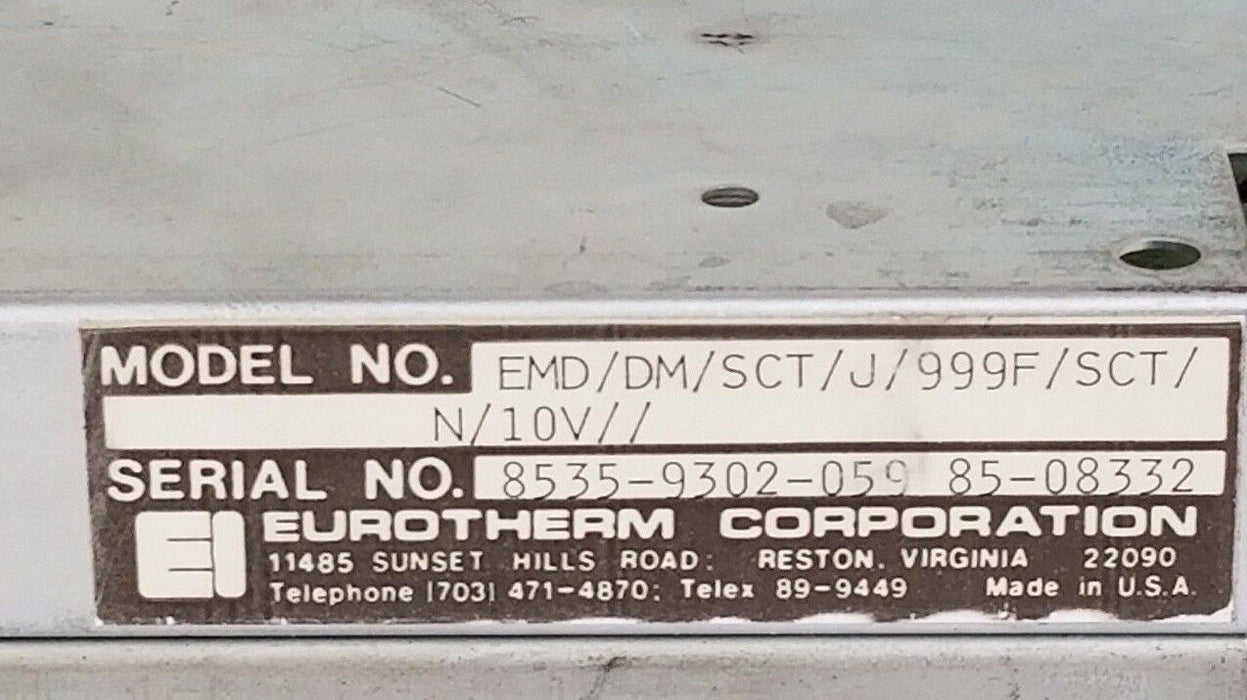 MODEL NO. EMD/DM/SCT/J/999F/SCT/
N/10V//
SERIAL NO. 8535-9302-059 85-08332
EI EUROTHERM CORPORATION
11485 SUNSET HILLS ROAD; RESTON, VIRGINIA 22090
Telephone (703) 471-4870; Telex 89-9449 Made in U.S.A.